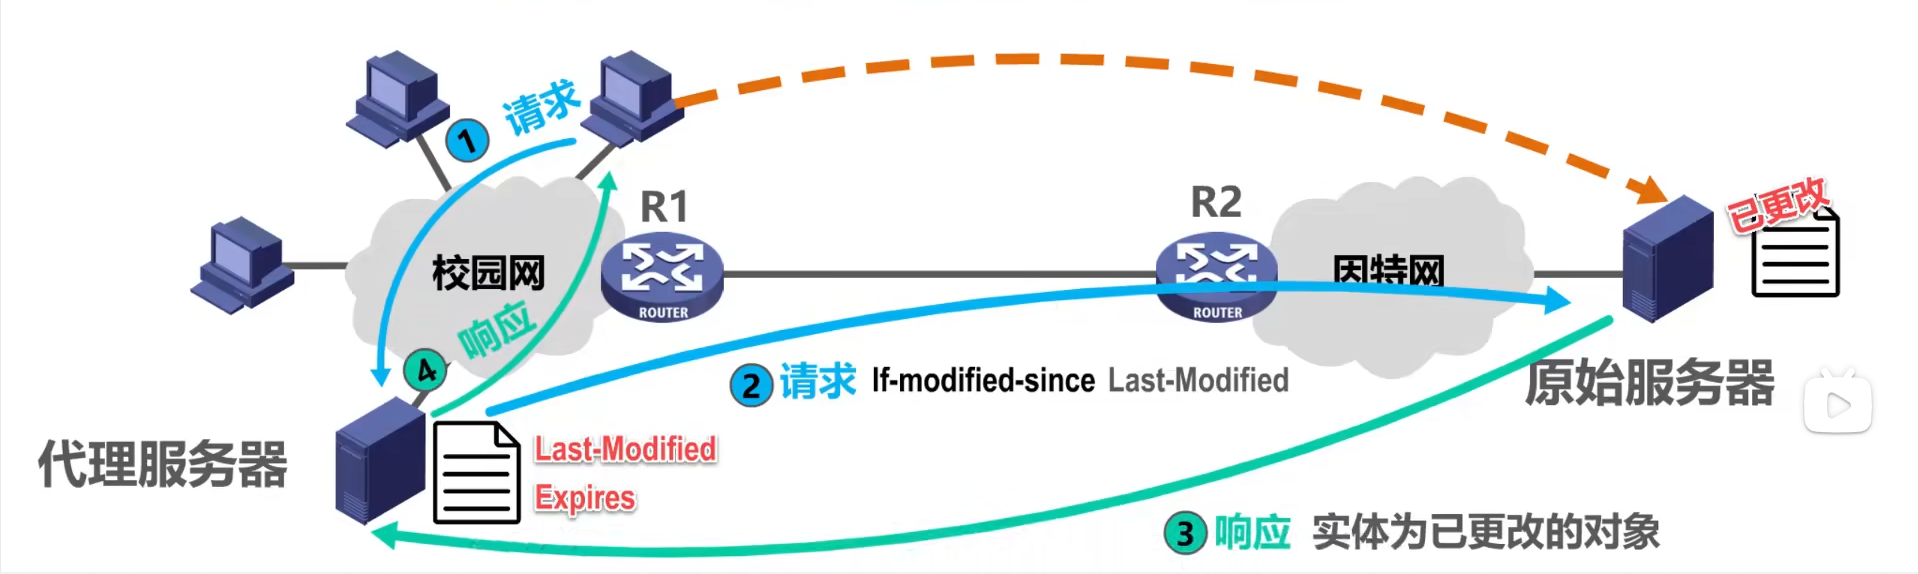 1 请求
已更改
R1
R2
校园网
因特网
ROUTER
ROUTER
响应
4
2 请求 If-modified-since Last-Modified
原始服务器
代理服务器
Last-Modified
Expires
3 响应 实体为已更改的对象